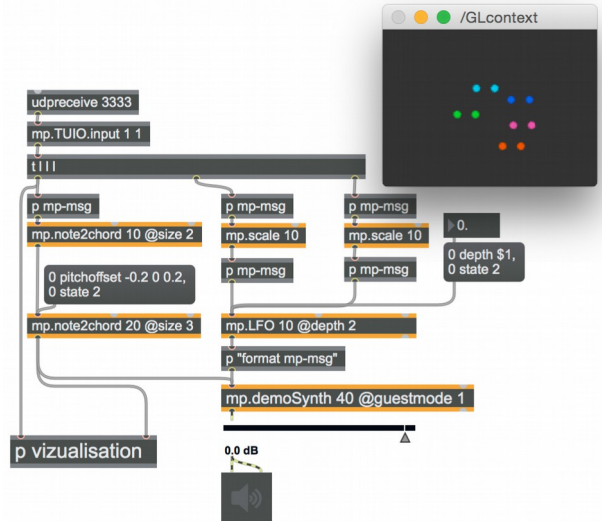 /GLcontext
udpreceive 3333
mp.TUIO.input 1 1
t l l l
p mp-msg
p mp-msg
p mp-msg
mp.note2chord 10 @size 2
mp.scale 10
mp.scale 10
0.
p mp-msg
p mp-msg
0 depth $1,
0 state 2
0 pitchoffset -0.2 0 0.2,
0 state 2
mp.note2chord 20 @size 3
mp.LFO 10 @depth 2
p "format mp-msg"
mp.demoSynth 40 @guestmode 1
p vizualisation
0.0 dB